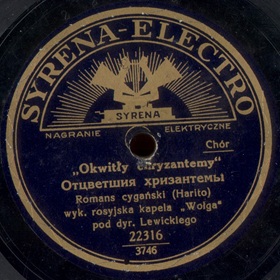 SYRENA-ELECTRO
SYRENA
NAGRANIE ELEKTRYCZNE
Chór
„Okwitły chryzantemy"
Отцветшия хризантемы
Romans cygański (Harito)
wyk. rosyjska kapela „Wołga"
pod dyr. Lewickiego
22316
3746